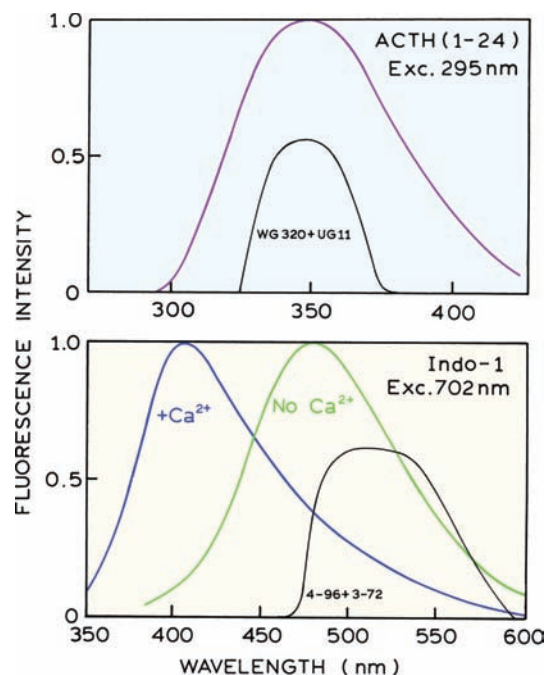 1.0
ACTH (1-24)
Exc. 295 nm
0.5
WG 320 + UG 11
0
300 350 400
FLUORESCENCE INTENSITY
1.0
Indo-1
Exc. 702 nm
+Ca²⁺
No Ca²⁺
0.5
4-96+3-72
0
350 400 450 500 550 600
WAVELENGTH (nm)